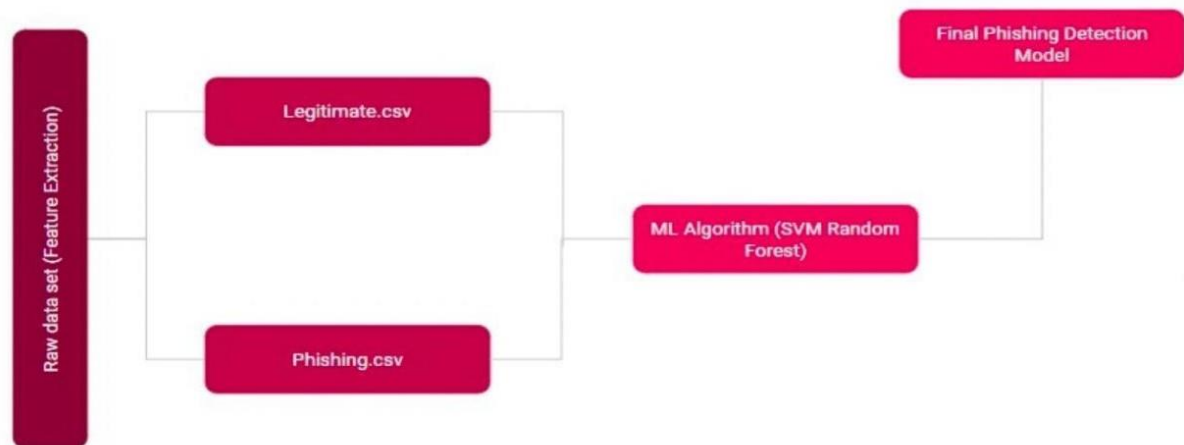 Raw data set (Feature Extraction)
Legitimate.csv
Phishing.csv
ML Algorithm (SVM Random
Forest)
Final Phishing Detection
Model